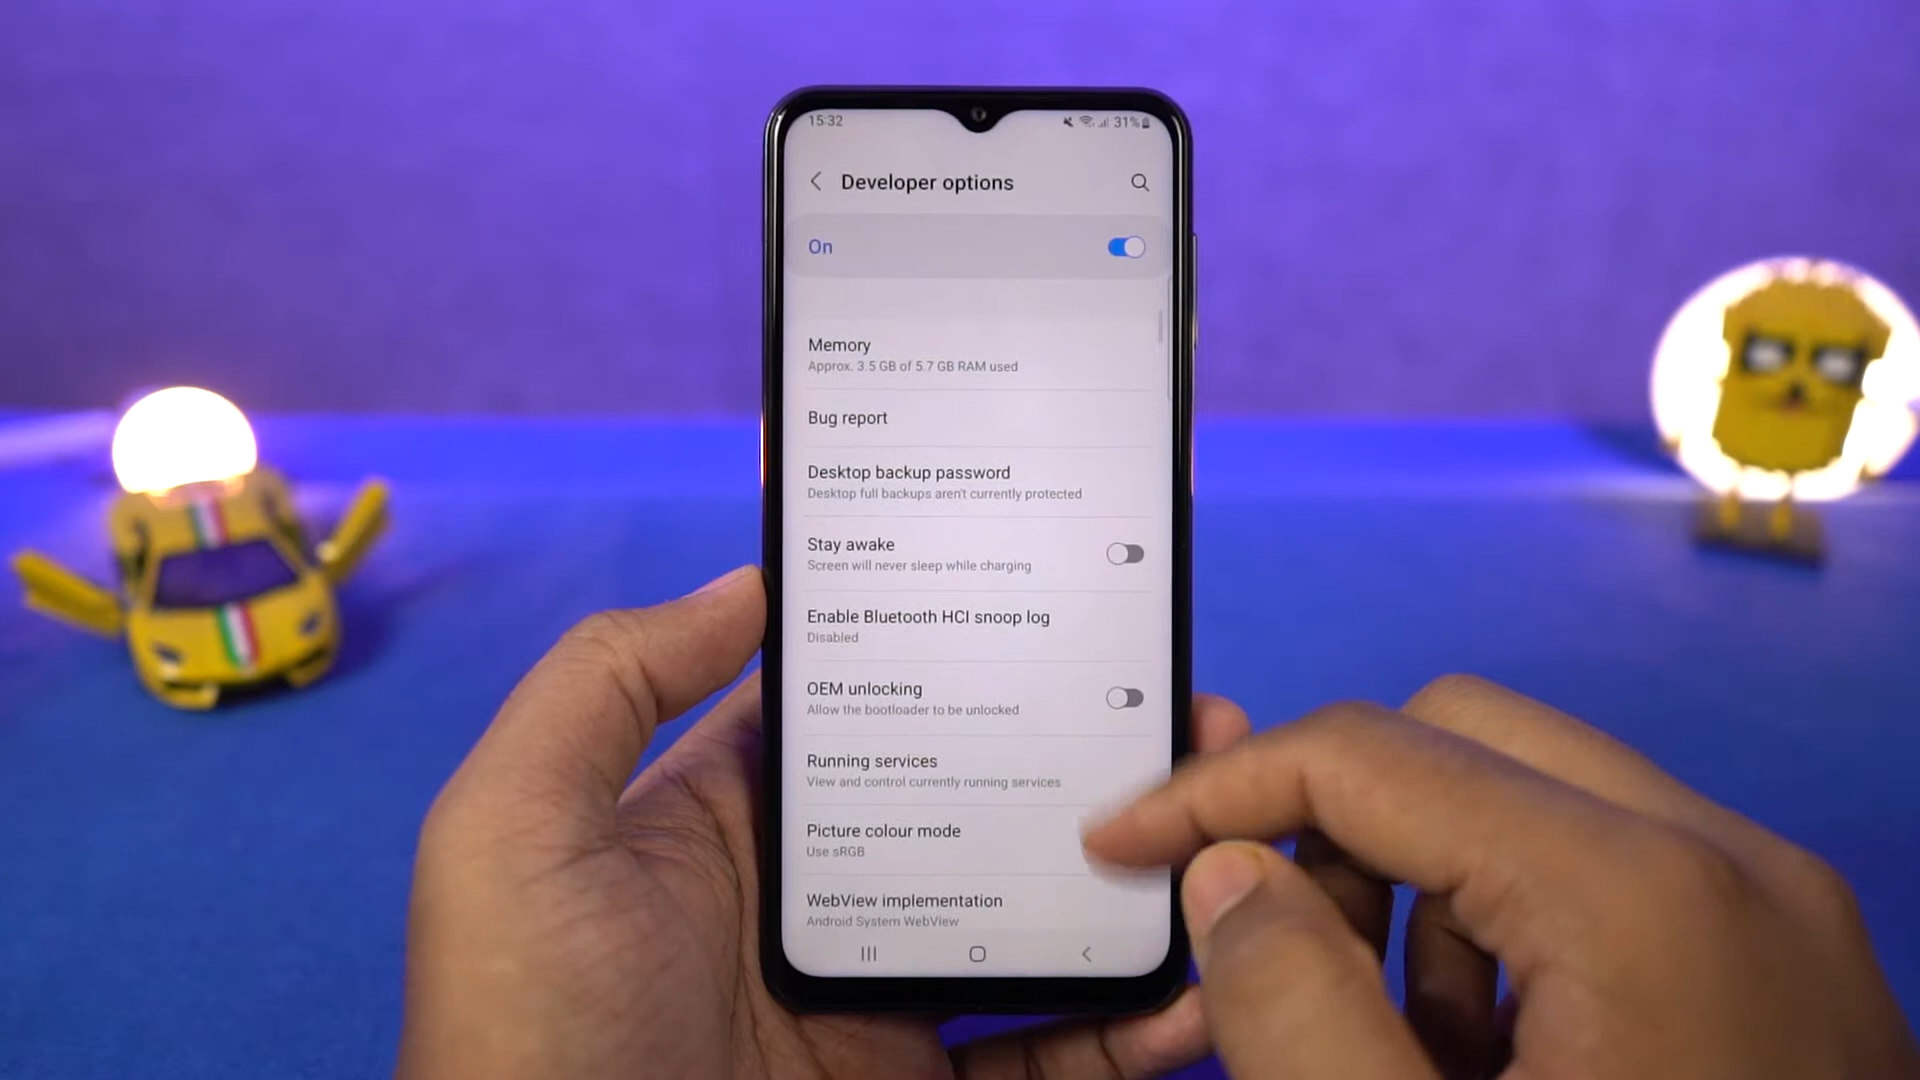 15:32
31%
Developer options
On
Memory
Approx. 3.5 GB of 5.7 GB RAM used
Bug report
Desktop backup password
Desktop full backups aren't currently protected
Stay awake
Screen will never sleep while charging
Enable Bluetooth HCI snoop log
Disabled
OEM unlocking
Allow the bootloader to be unlocked
Running services
View and control currently running services
Picture colour mode
Use sRGB
WebView implementation
Android System WebView